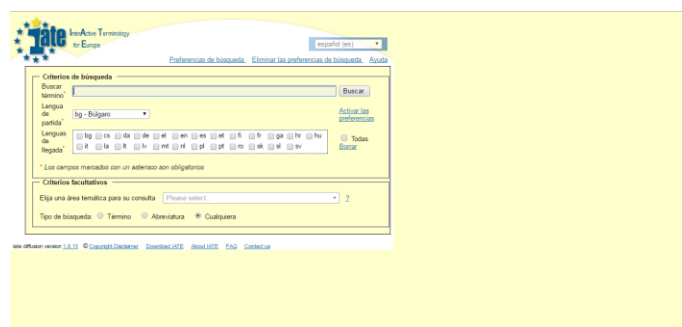 iate InterActive Terminology
for Europe
español (es)
Preferencias de búsqueda Eliminar las preferencias de búsqueda Ayuda
Criterios de búsqueda
Buscar
término* Buscar
Lengua
de
partida* bg - Búlgaro Activar las
preferencias
Lenguas
de
llegada* bg cs da de el en es et fi fr ga hr hu Todas
it la lt lv mt nl pl pt ro sk sl sv Borrar
* Los campos marcados con un asterisco son obligatorios
Criterios facultativos
Elija una área temática para su consulta Please select... ?
Tipo de búsqueda: Término Abreviatura Cualquiera
iate diffusion version 1.8.15 © Copyright Disclaimer Download IATE About IATE FAQ Contact us